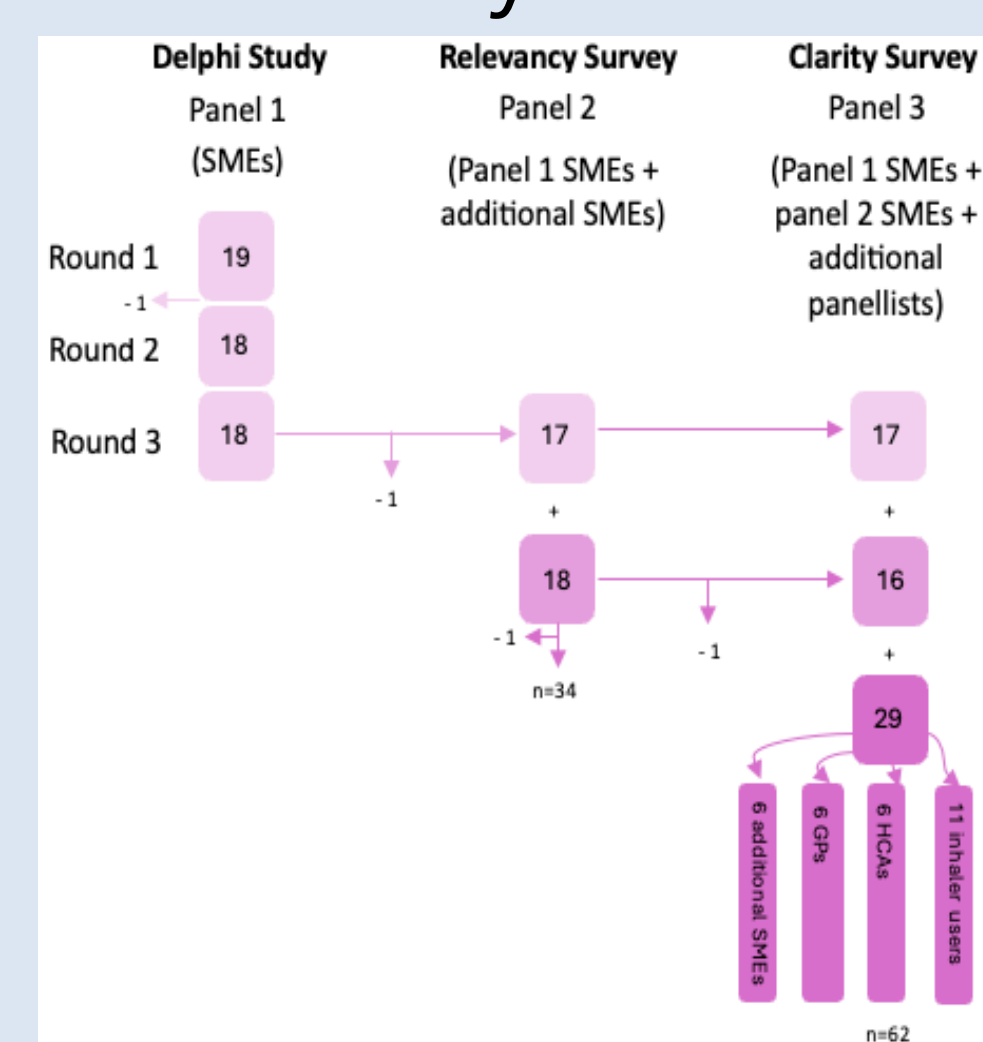 Delphi Study
Panel 1
(SMEs)
Relevancy Survey
Panel 2
(Panel 1 SMEs +
additional SMEs)
Clarity Survey
Panel 3
(Panel 1 SMEs +
panel 2 SMEs +
additional
panellists)
Round 1
19
- 1
Round 2
18
Round 3
18
- 1
17
17
+
+
18
16
- 1
n=34
- 1
+
29
6 additional SMEs
6 GPs
6 HCAs
11 inhaler users
n=62